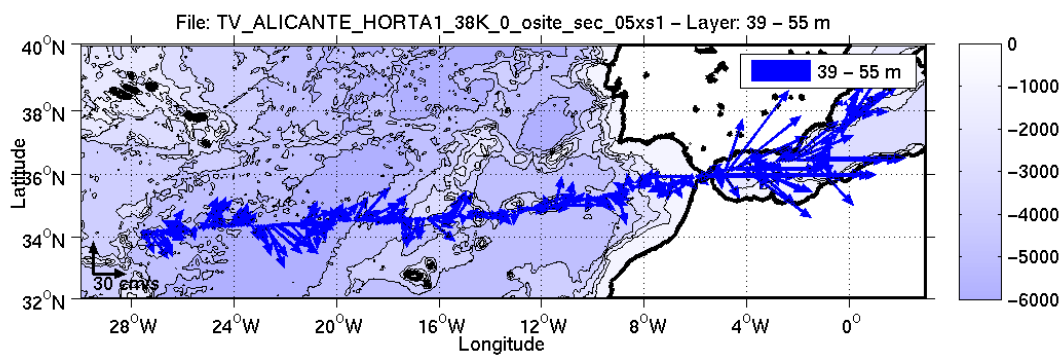 File: TV_ALICANTE_HORTA1_38K_0_osite_sec_05xs1 – Layer: 39 – 55 m
39 – 55 m
40°N
38°N
36°N
34°N
32°N
Latitude
30 cm/s
28°W 24°W 20°W 16°W 12°W 8°W 4°W 0°
Longitude
0
−1000
−2000
−3000
−4000
−5000
−6000